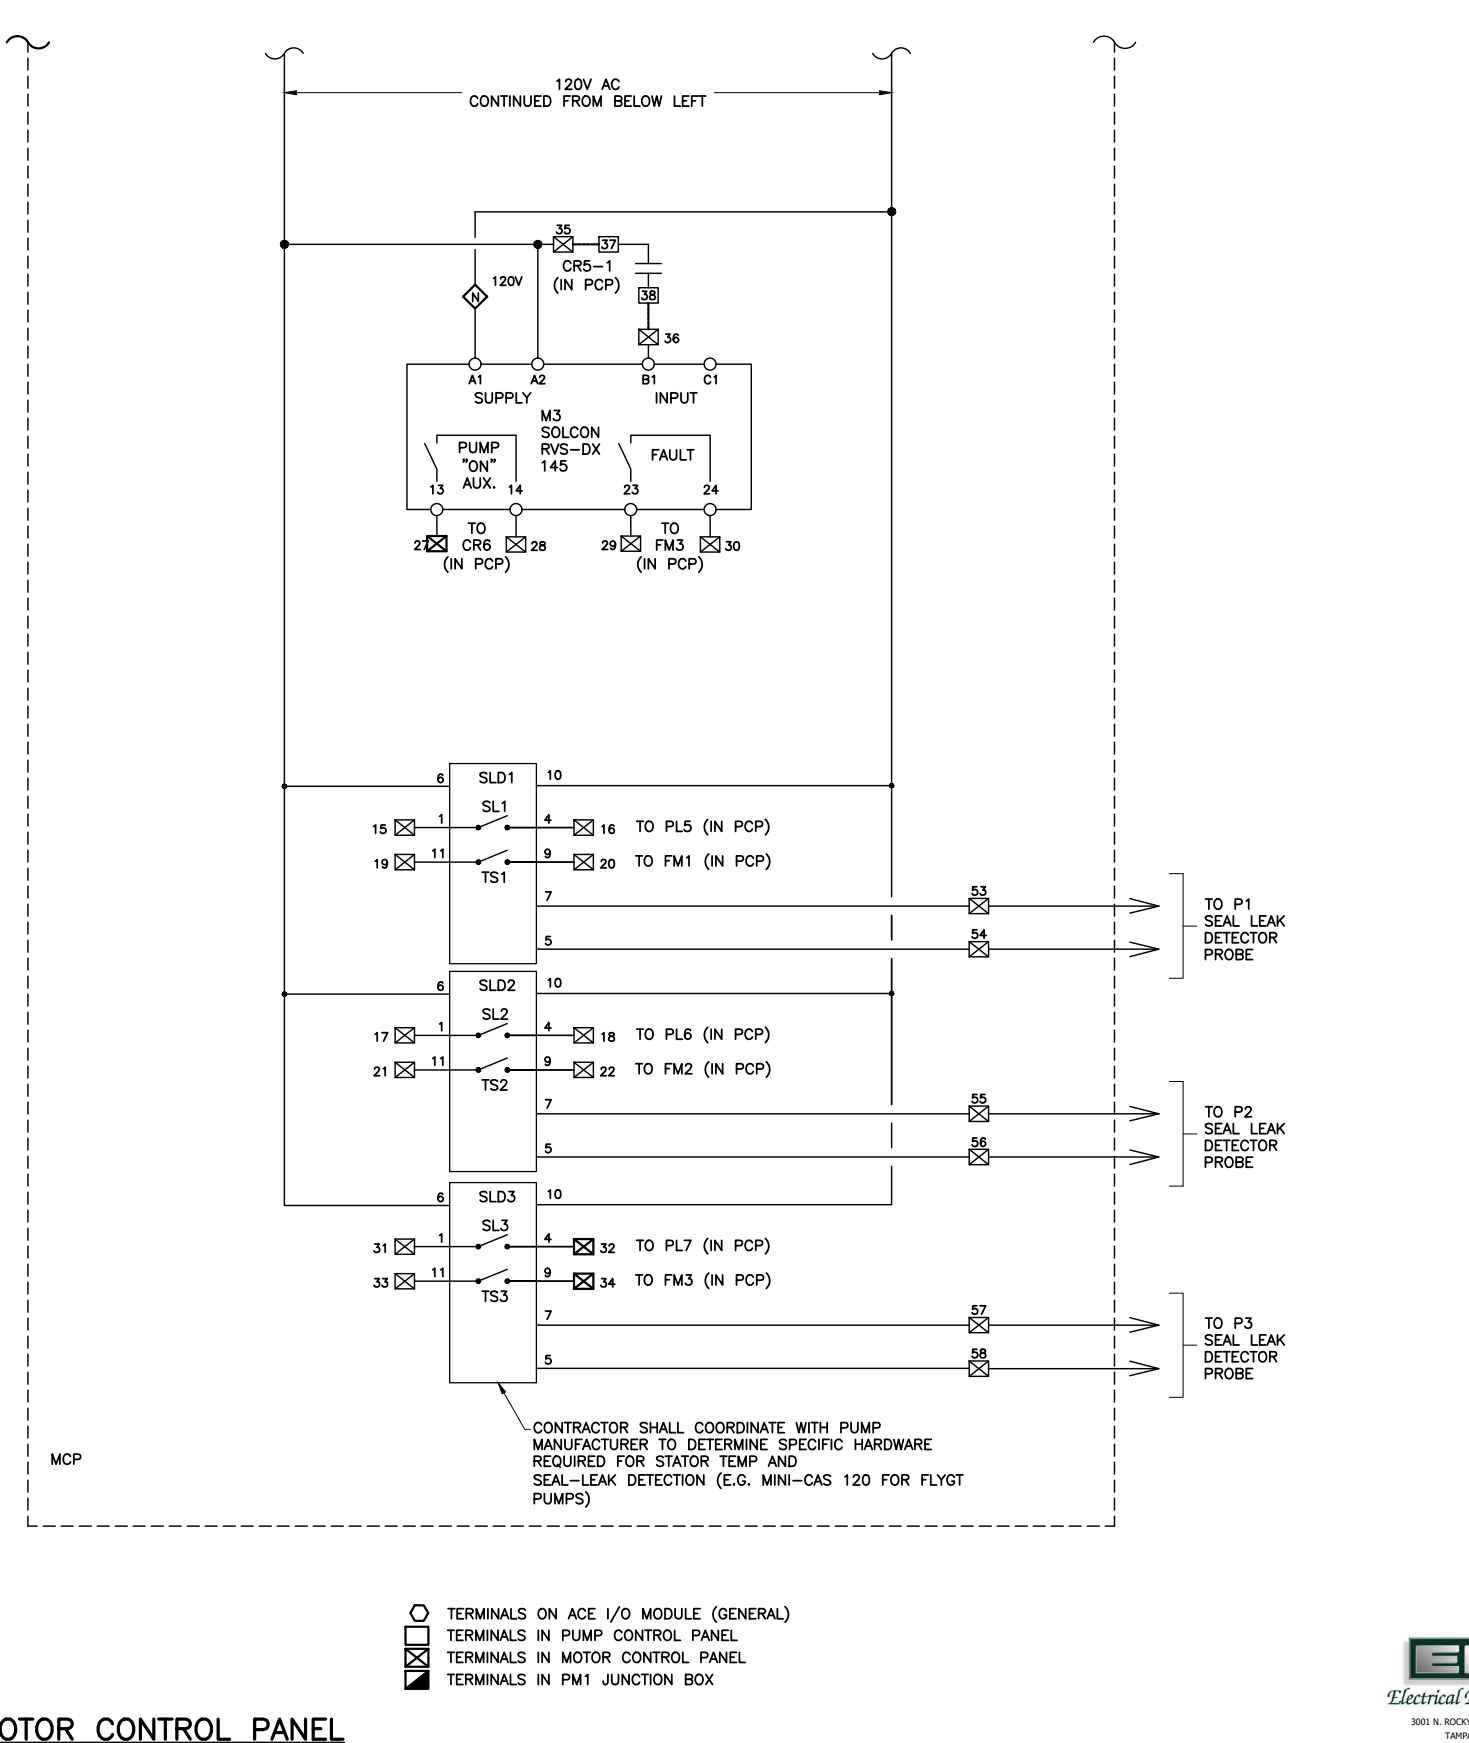 120V AC
CONTINUED FROM BELOW LEFT
35
37
CR5-1
(IN PCP)
120V
N
38
36
A1
A2
B1
C1
SUPPLY
INPUT
M3
SOLCON
RVS-DX
145
PUMP
"ON"
AUX.
FAULT
13
14
23
24
27
TO
CR6
(IN PCP)
28
29
TO
FM3
(IN PCP)
30
6
SLD1
10
SL1
15
1
4
16
TO PL5 (IN PCP)
19
11
9
20
TO FM1 (IN PCP)
TS1
7
53
5
54
TO P1
SEAL LEAK
DETECTOR
PROBE
6
SLD2
10
SL2
17
1
4
18
TO PL6 (IN PCP)
21
11
9
22
TO FM2 (IN PCP)
TS2
7
55
5
56
TO P2
SEAL LEAK
DETECTOR
PROBE
6
SLD3
10
SL3
31
1
4
32
TO PL7 (IN PCP)
33
11
9
34
TO FM3 (IN PCP)
TS3
7
57
5
58
TO P3
SEAL LEAK
DETECTOR
PROBE
CONTRACTOR SHALL COORDINATE WITH PUMP
MANUFACTURER TO DETERMINE SPECIFIC HARDWARE
REQUIRED FOR STATOR TEMP AND
SEAL-LEAK DETECTION (E.G. MINI-CAS 120 FOR FLYGT
PUMPS)
MCP
TERMINALS ON ACE I/O MODULE (GENERAL)
TERMINALS IN PUMP CONTROL PANEL
TERMINALS IN MOTOR CONTROL PANEL
TERMINALS IN PM1 JUNCTION BOX
OTOR CONTROL PANEL
Electrical
3001 N. ROCKY
TAMPA